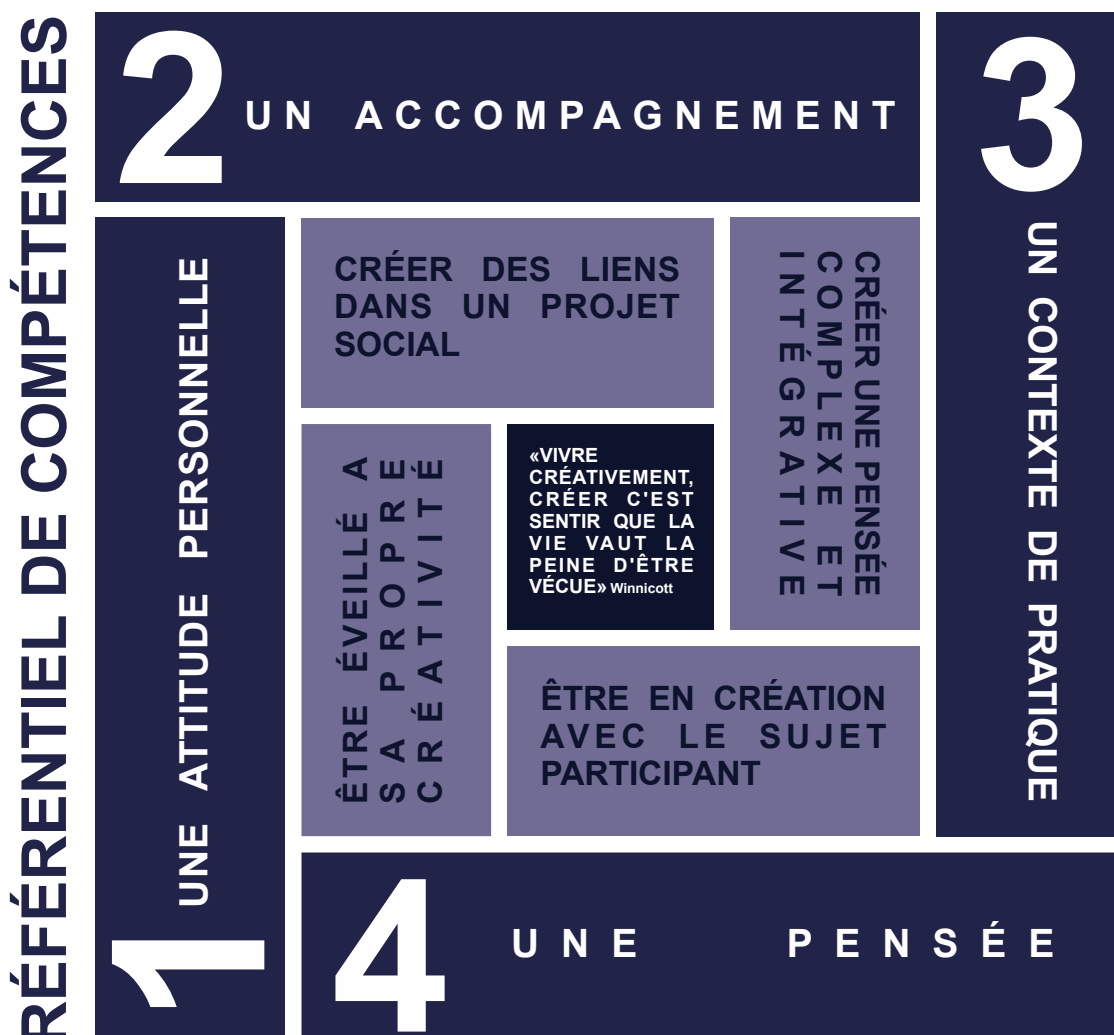 RÉFÉRENTIEL DE COMPÉTENCES
1
UNE ATTITUDE PERSONNELLE
2
UN ACCOMPAGNEMENT
3
UN CONTEXTE DE PRATIQUE
4
UNE PENSÉE
CRÉER DES LIENS
DANS UN PROJET
SOCIAL
CRÉER UNE PENSÉE
COMPLEXE ET
INTÉGRATIVE
ÊTRE ÉVEILLÉ A
SA PROPRE
CRÉATIVITÉ
«VIVRE
CRÉATIVEMENT,
CRÉER C'EST
SENTIR QUE LA
VIE VAUT LA
PEINE D'ÊTRE
VÉCUE» Winnicott
ÊTRE EN CRÉATION
AVEC LE SUJET
PARTICIPANT